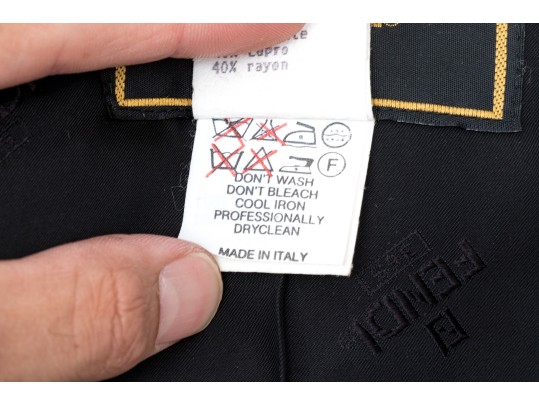 40% rayon
F
DON'T WASH
DON'T BLEACH
COOL IRON
PROFESSIONALLY
DRYCLEAN
MADE IN ITALY
FENDI